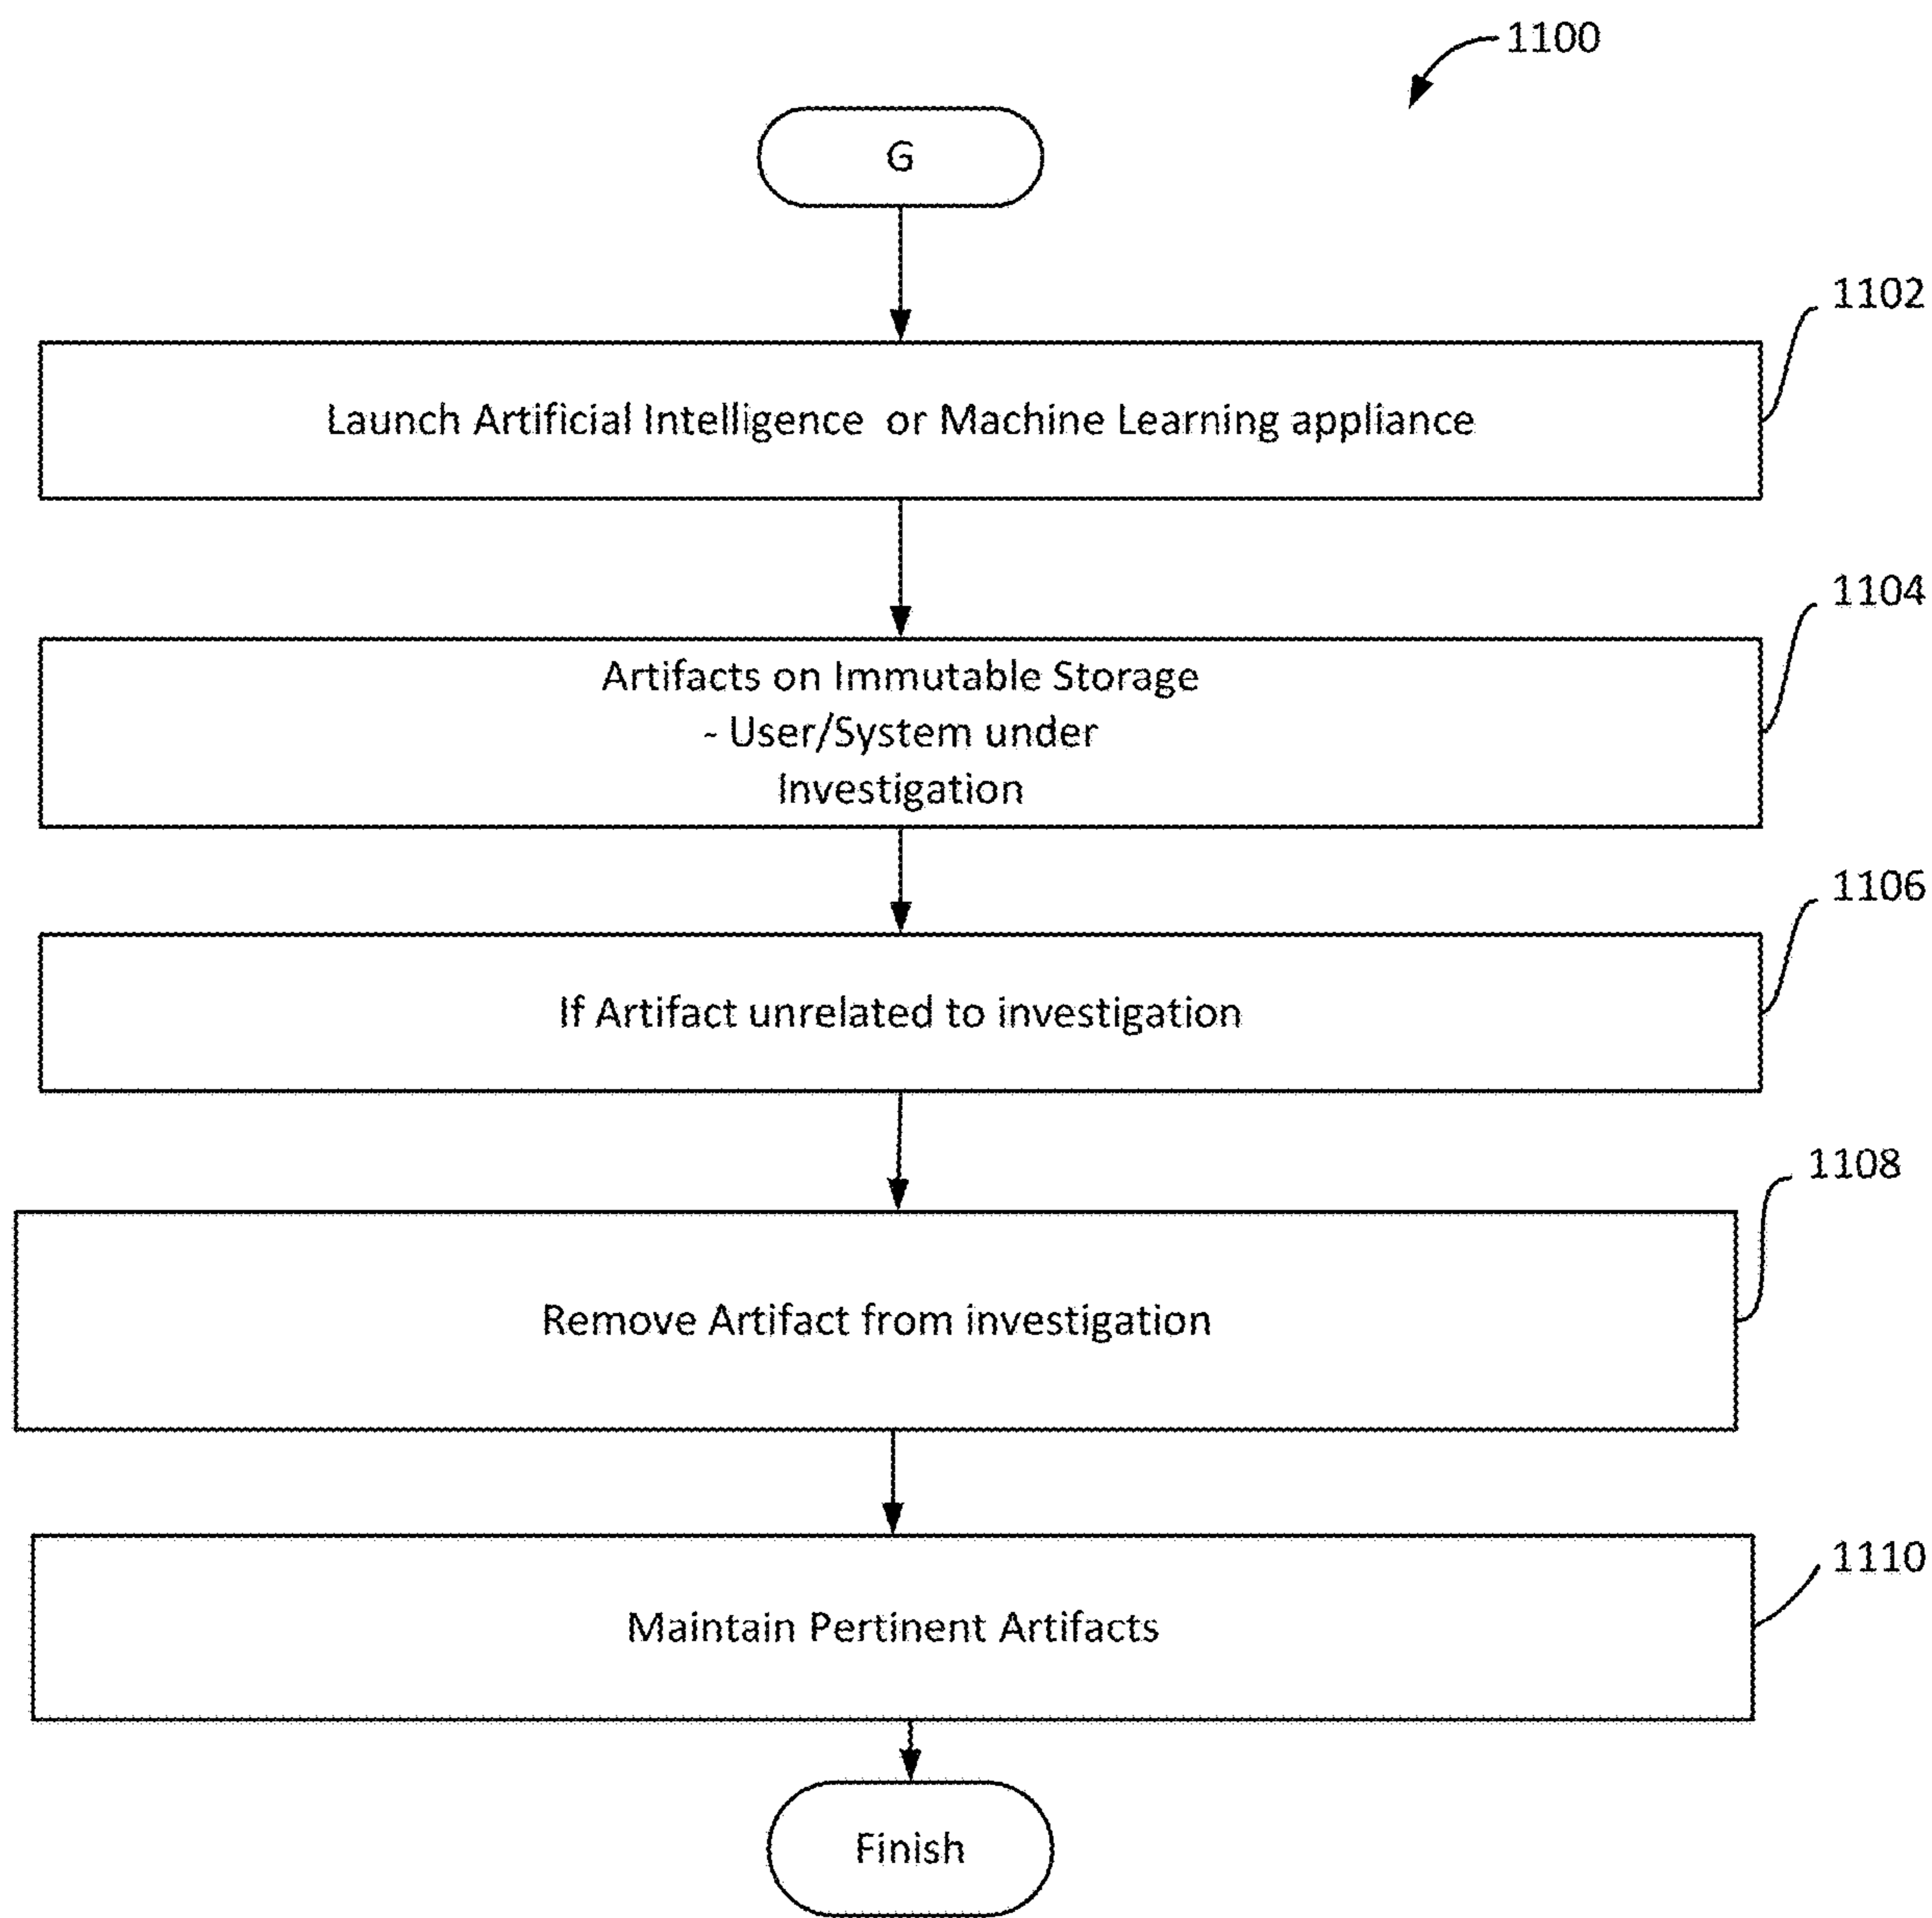 1100
G
1102
Launch Artificial Intelligence or Machine Learning appliance
1104
Artifacts on Immutable Storage
- User/System under
Investigation
1106
If Artifact unrelated to investigation
1108
Remove Artifact from investigation
1110
Maintain Pertinent Artifacts
Finish